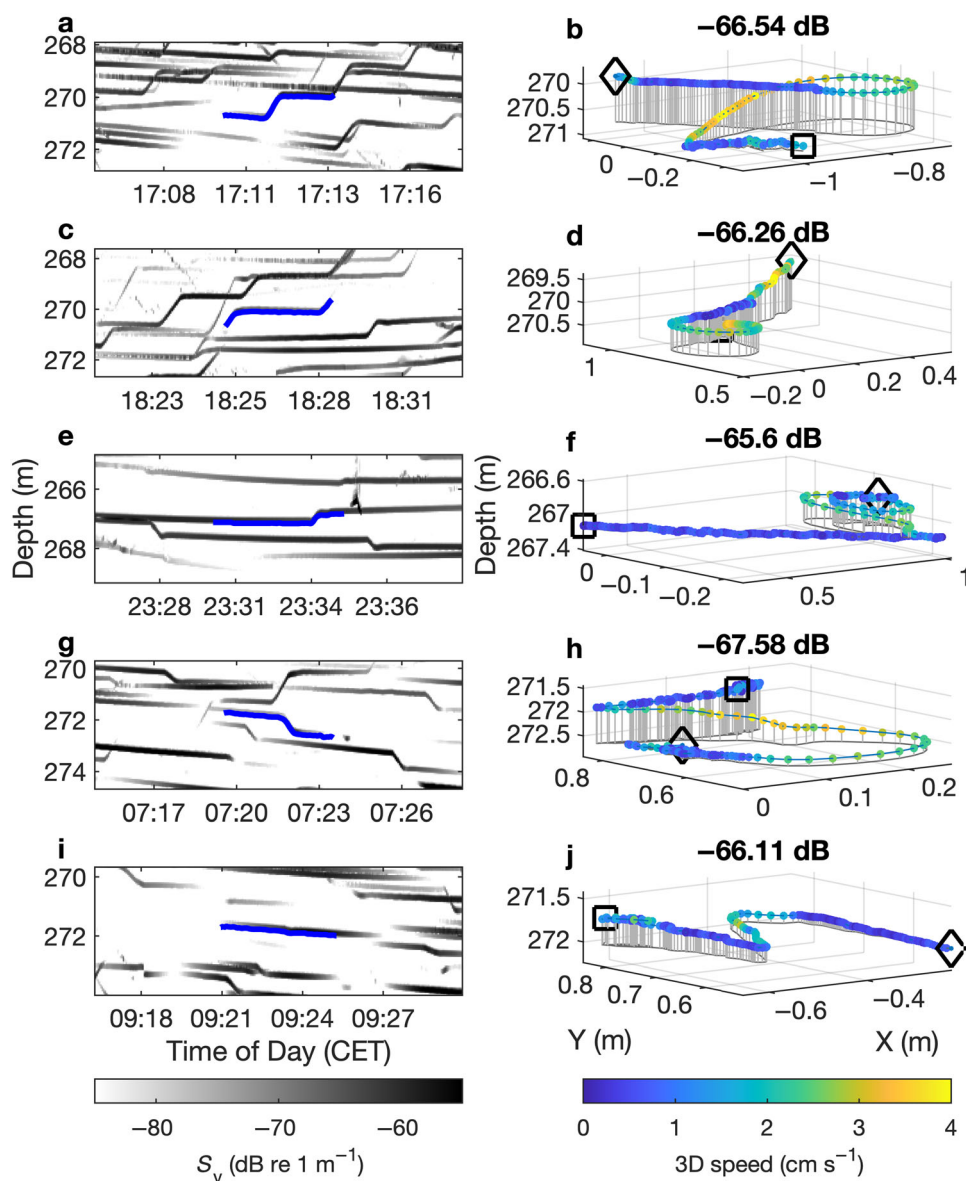 a
268
270
272
17:08 17:11 17:13 17:16
b
−66.54 dB
270
270.5
271
0 −0.2 −1 −0.8
c
268
270
272
18:23 18:25 18:28 18:31
d
−66.26 dB
269.5
270
270.5
1 0.5 −0.2 0 0.2 0.4
e
266
268
23:28 23:31 23:34 23:36
Depth (m)
f
−65.6 dB
266.6
267
267.4
0 −0.1 −0.2 0.5 1
Depth (m)
g
270
272
274
07:17 07:20 07:23 07:26
h
−67.58 dB
271.5
272
272.5
0.8 0.6 0 0.1 0.2
i
270
272
09:18 09:21 09:24 09:27
Time of Day (CET)
j
−66.11 dB
271.5
272
0.8 0.7 0.6 −0.6 −0.4
Y (m) X (m)
−80 −70 −60
Sv (dB re 1 m−1)
0 1 2 3 4
3D speed (cm s−1)